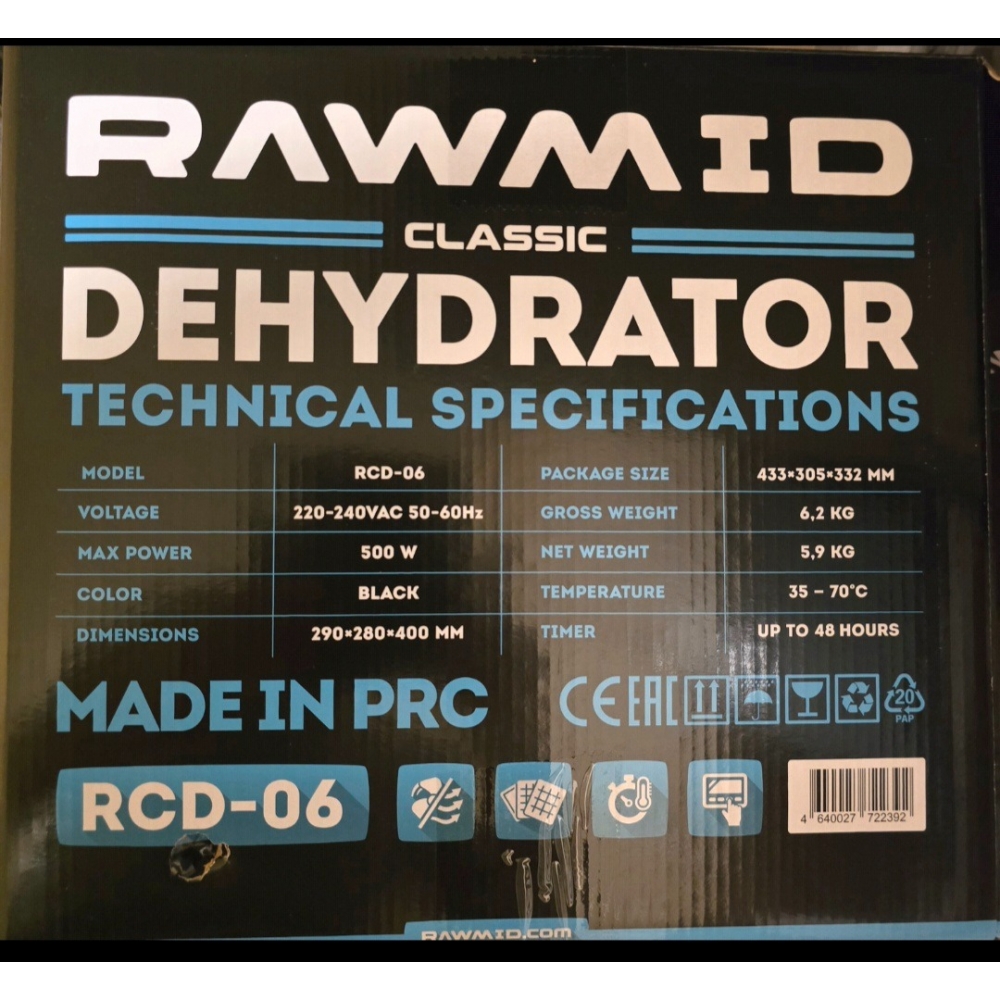 RAWMID
CLASSIC
DEHYDRATOR
TECHNICAL SPECIFICATIONS
MODEL RCD-06 PACKAGE SIZE 433×305×332 MM
VOLTAGE 220-240VAC 50-60Hz GROSS WEIGHT 6,2 KG
MAX POWER 500 W NET WEIGHT 5,9 KG
COLOR BLACK TEMPERATURE 35 – 70°C
DIMENSIONS 290×280×400 MM TIMER UP TO 48 HOURS
MADE IN PRC CE EAC 20
PAP
RCD-06
4 640027 722392
RAWMID.com